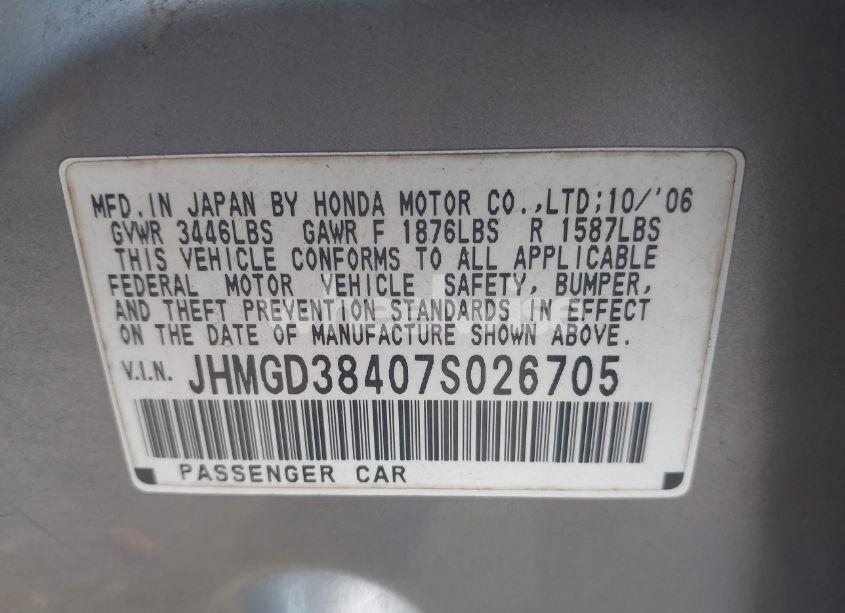 MFD. IN JAPAN BY HONDA MOTOR CO.,LTD;10/'06
GVWR 3446LBS GAWR F 1876LBS R 1587LBS
THIS VEHICLE CONFORMS TO ALL APPLICABLE
FEDERAL MOTOR VEHICLE SAFETY, BUMPER,
AND THEFT PREVENTION STANDARDS IN EFFECT
ON THE DATE OF MANUFACTURE SHOWN ABOVE.
V.I.N. JHMGD38407S026705
PASSENGER CAR